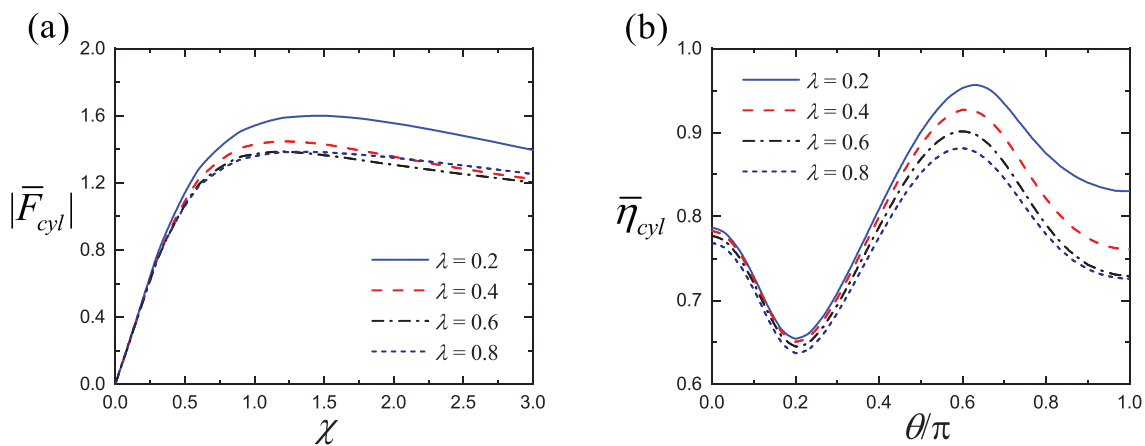 (a)
2.0
1.6
1.2
0.8
0.4
0.0
|F̅cyl|
0.0 0.5 1.0 1.5 2.0 2.5 3.0
χ
λ = 0.2
λ = 0.4
λ = 0.6
λ = 0.8
(b)
1.0
0.9
0.8
0.7
0.6
η̅cyl
0.0 0.2 0.4 0.6 0.8 1.0
θ/π
λ = 0.2
λ = 0.4
λ = 0.6
λ = 0.8